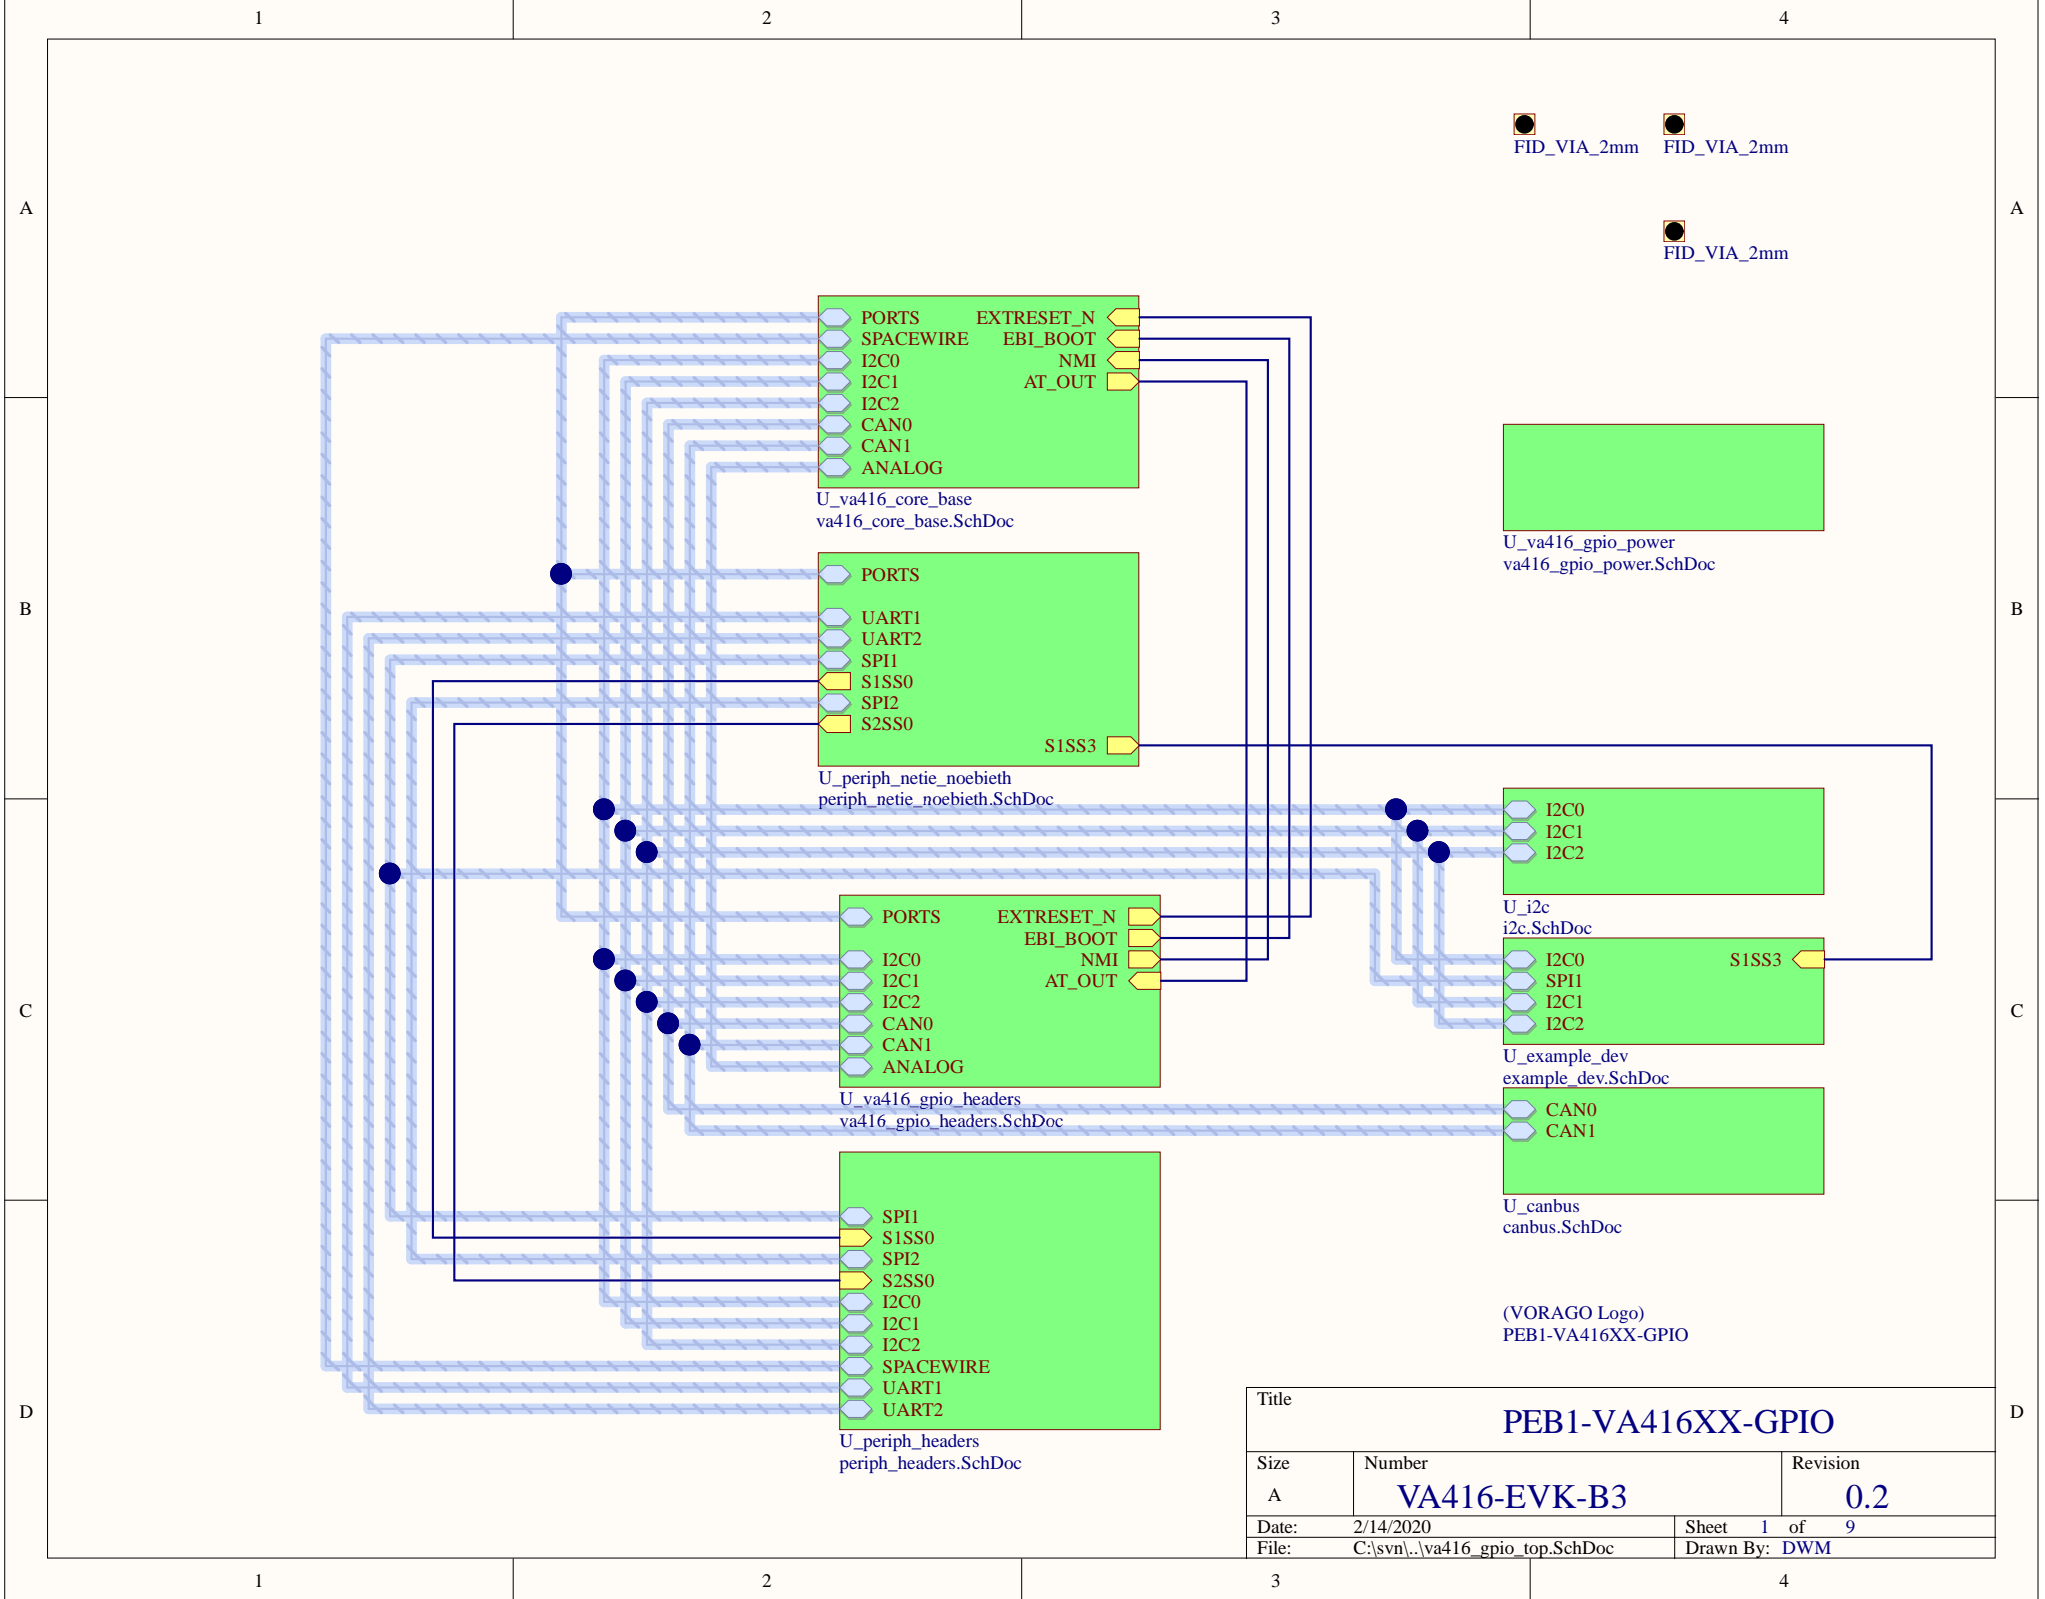 1 2 3 4
A A
FID_VIA_2mm FID_VIA_2mm
FID_VIA_2mm
PORTS EXTRESET_N
SPACEWIRE EBI_BOOT
I2C0 NMI
I2C1 AT_OUT
I2C2
CAN0
CAN1
ANALOG
U_va416_core_base
va416_core_base.SchDoc
U_va416_gpio_power
va416_gpio_power.SchDoc
B B
PORTS
UART1
UART2
SPI1
S1SS0
SPI2
S2SS0
S1SS3
U_periph_netie_noebieth
periph_netie_noebieth.SchDoc
I2C0
I2C1
I2C2
U_i2c
i2c.SchDoc
PORTS EXTRESET_N
EBI_BOOT
I2C0 NMI
I2C1 AT_OUT
I2C2
CAN0
CAN1
ANALOG
U_va416_gpio_headers
va416_gpio_headers.SchDoc
C C
I2C0 S1SS3
SPI1
I2C1
I2C2
U_example_dev
example_dev.SchDoc
CAN0
CAN1
U_canbus
canbus.SchDoc
SPI1
S1SS0
SPI2
S2SS0
I2C0
I2C1
I2C2
SPACEWIRE
UART1
UART2
U_periph_headers
periph_headers.SchDoc
(VORAGO Logo)
PEB1-VA416XX-GPIO
D D
Title
PEB1-VA416XX-GPIO
Size Number Revision
A VA416-EVK-B3 0.2
Date: 2/14/2020 Sheet 1 of 9
File: C:\svn\..\va416_gpio_top.SchDoc Drawn By: DWM
1 2 3 4